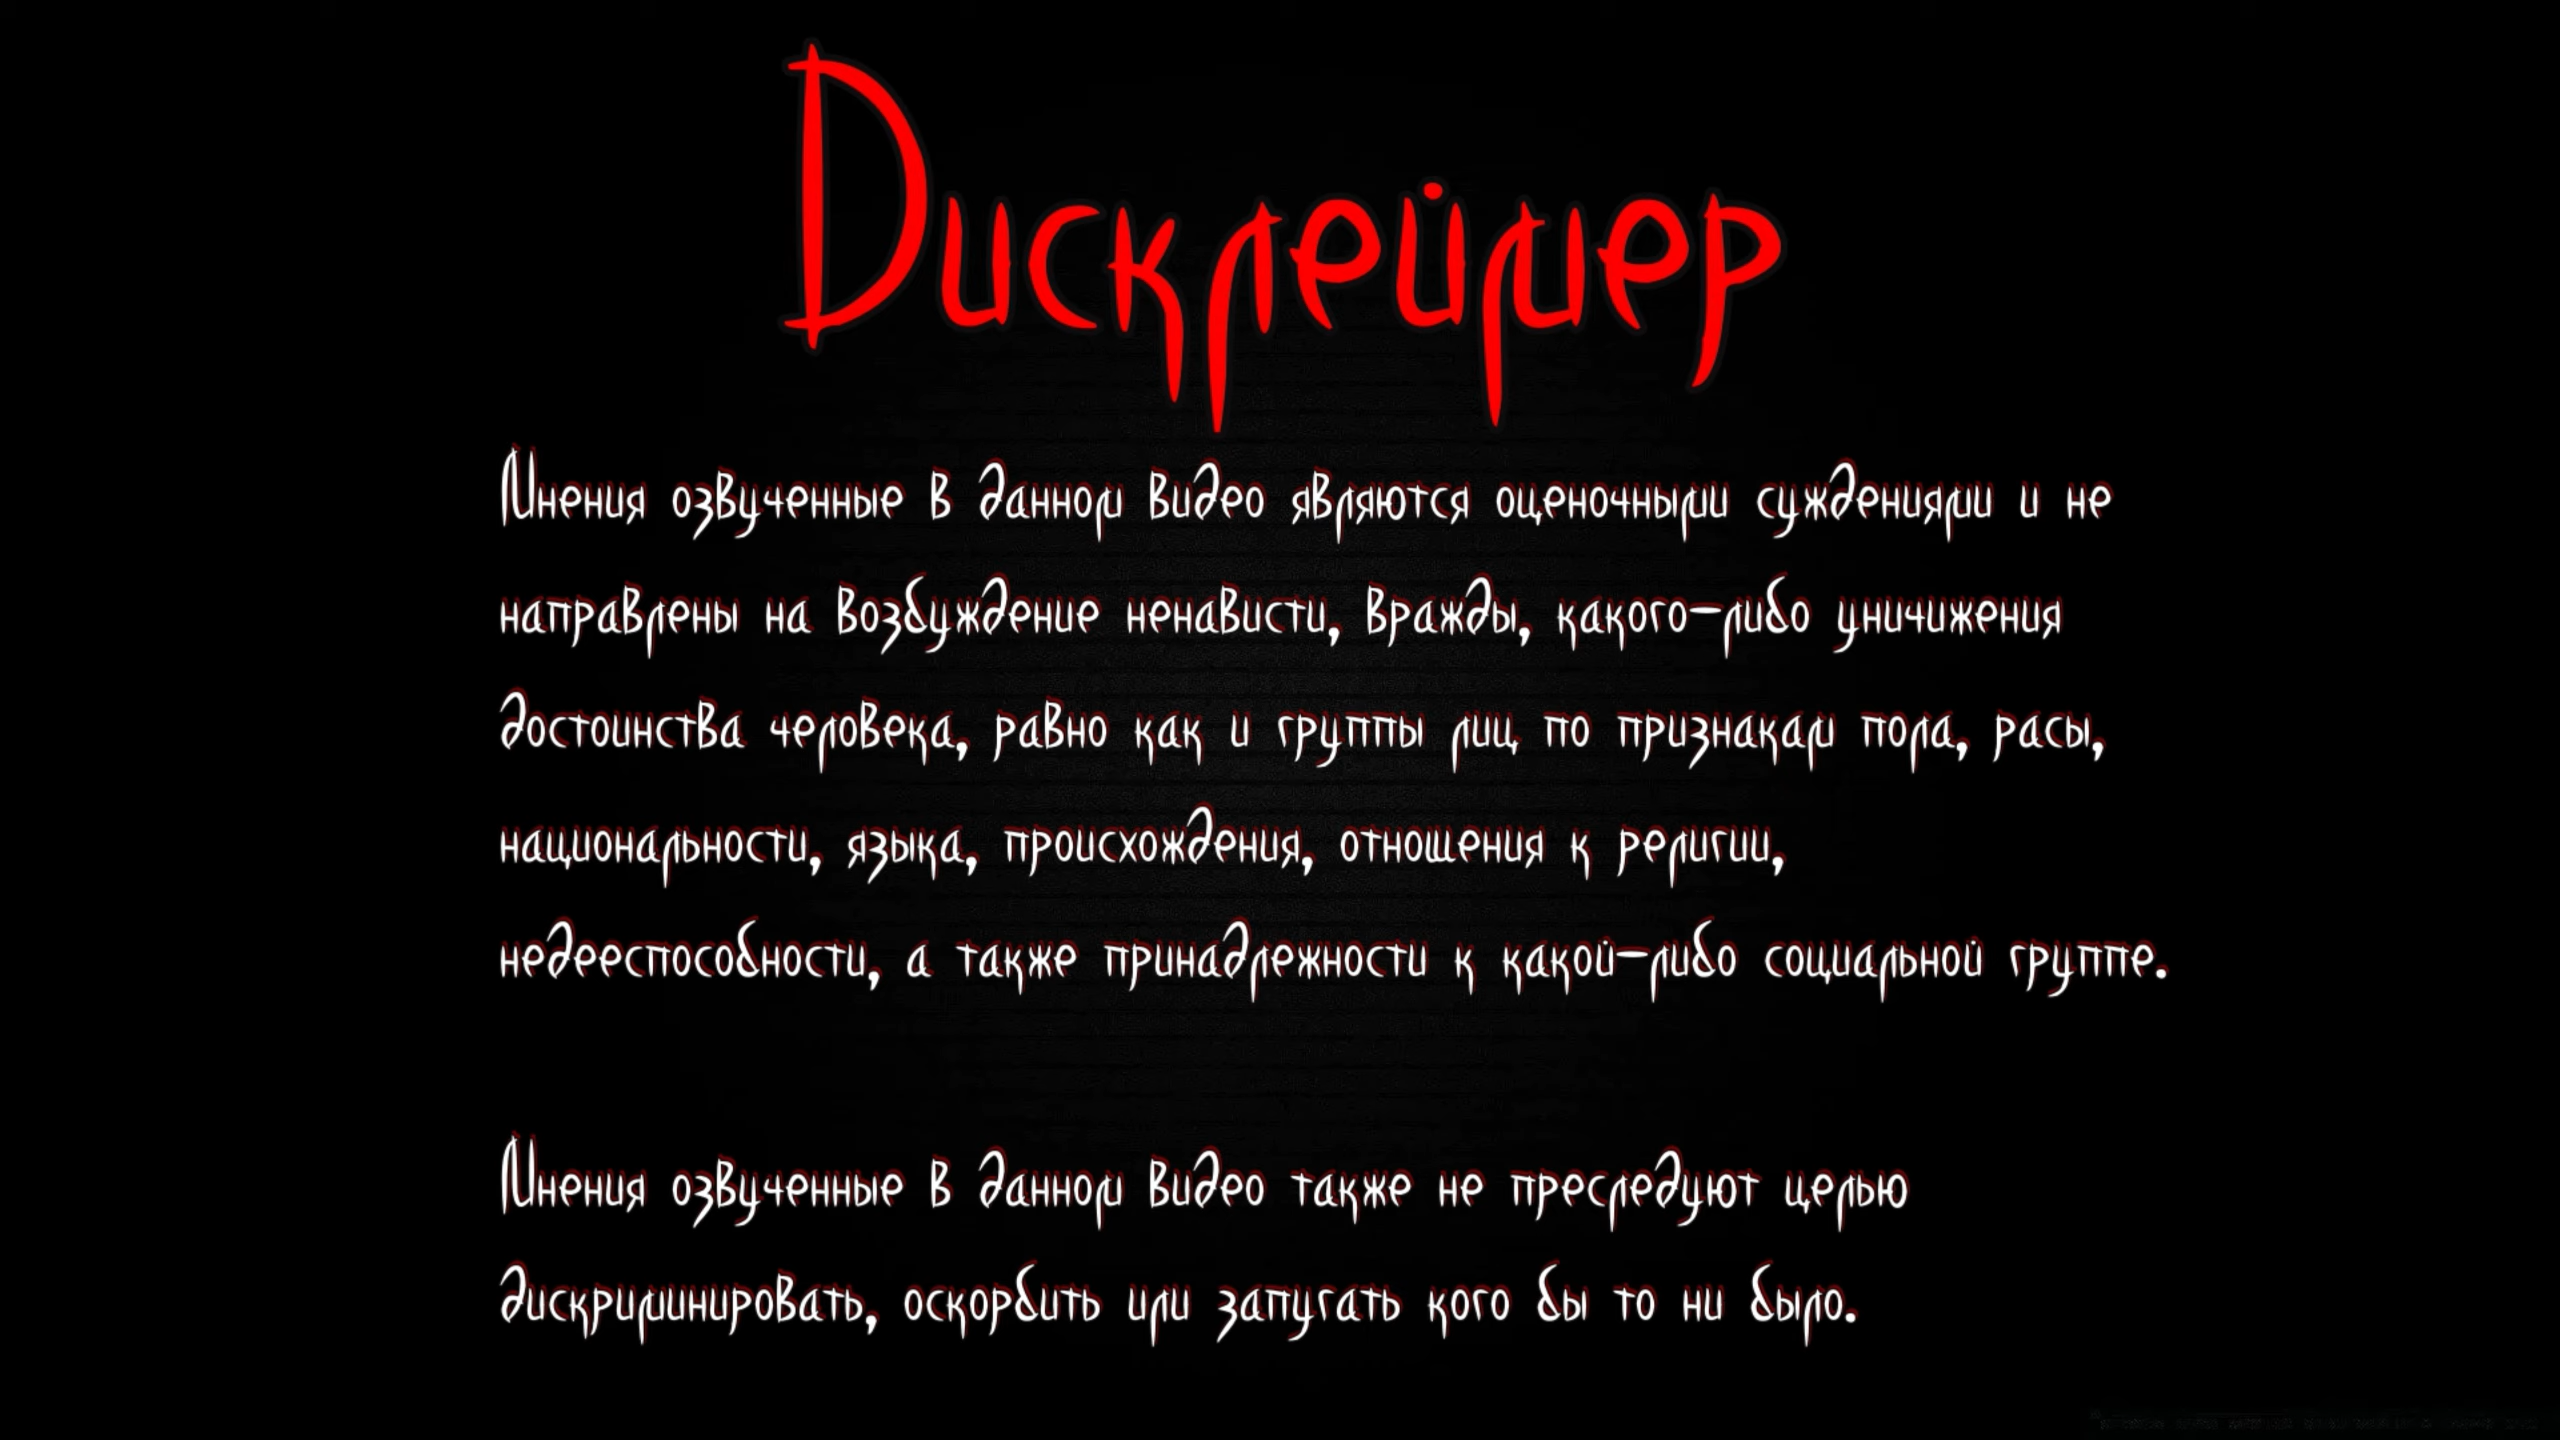 Дисклеймер
Мнения озвученные в данном видео являются оценочными суждениями и не
направлены на возбуждение ненависти, вражды, какого-либо уничижения
достоинства человека, равно как и группы лиц по признакам пола, расы,
национальности, языка, происхождения, отношения к религии,
недееспособности, а также принадлежности к какой-либо социальной группе.
Мнения озвученные в данном видео также не преследуют целью
дискриминировать, оскорбить или запугать кого бы то ни было.